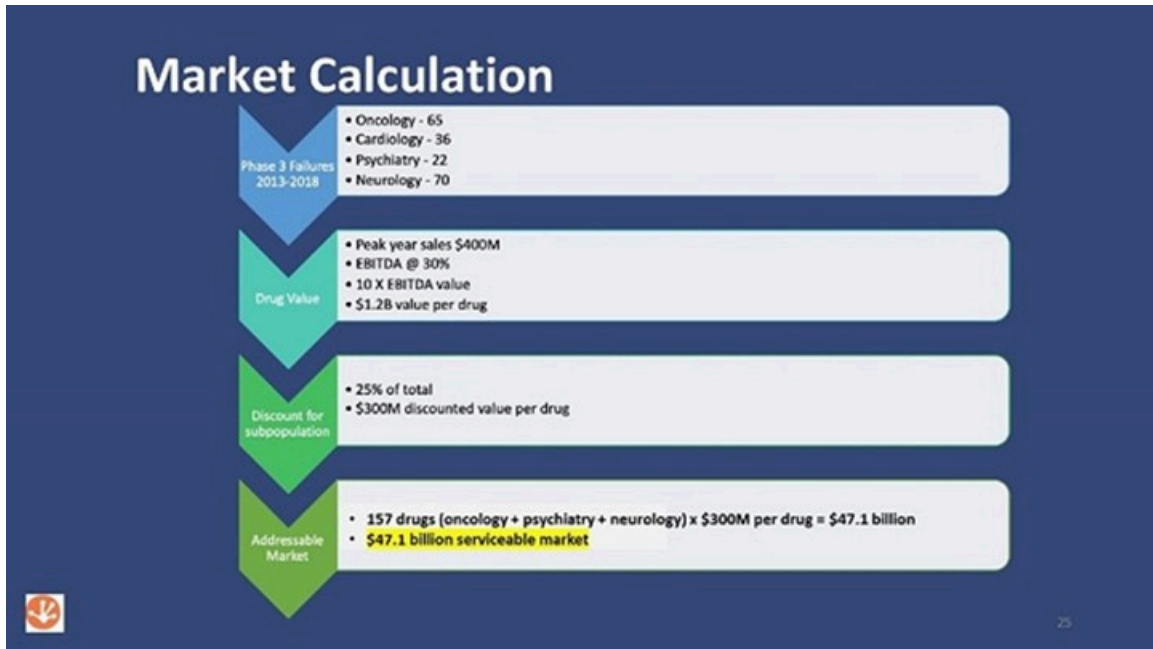 Market Calculation
Phase 3 Failures
2013-2018
• Oncology - 65
• Cardiology - 36
• Psychiatry - 22
• Neurology - 70
Drug Value
• Peak year sales $400M
• EBITDA @ 30%
• 10 X EBITDA value
• $1.2B value per drug
Discount for
subpopulation
• 25% of total
• $300M discounted value per drug
Addressable
Market
• 157 drugs (oncology + psychiatry + neurology) x $300M per drug = $47.1 billion
• $47.1 billion serviceable market
25